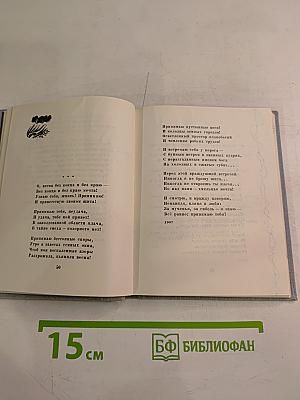 * * *
О, весна без конца и без краю —
Без конца и без краю мечта!
Узнаю тебя, жизнь! Принимаю!
И приветствую звоном щита!
Принимаю тебя, неудача,
И удача, тебе мой привет!
В заколдованной области плача,
В тайне смеха — позорного нет!
Принимаю бессонные споры,
Утро в завесах темных окна,
Чтоб мои воспаленные взоры
Раздражала, пьянила весна!
50
Принимаю пустынные веси!
И колодцы земных городов!
Осветленный простор поднебесий
И томления рабьих трудов!
И встречаю тебя у порога —
С буйным ветром в змеиных кудрях,
С неразгаданным именем бога
На холодных и сжатых губах...
Перед этой враждующей встречей
Никогда я не брошу щита...
Никогда не откроешь ты плечи...
Но над нами — хмельная мечта!
И смотрю, и вражду измеряю,
Ненавидя, кляня и любя:
За мученья, за гибель — я знаю —
Всё равно: принимаю тебя!
1907
15 см
БФ БИБЛИОФАН